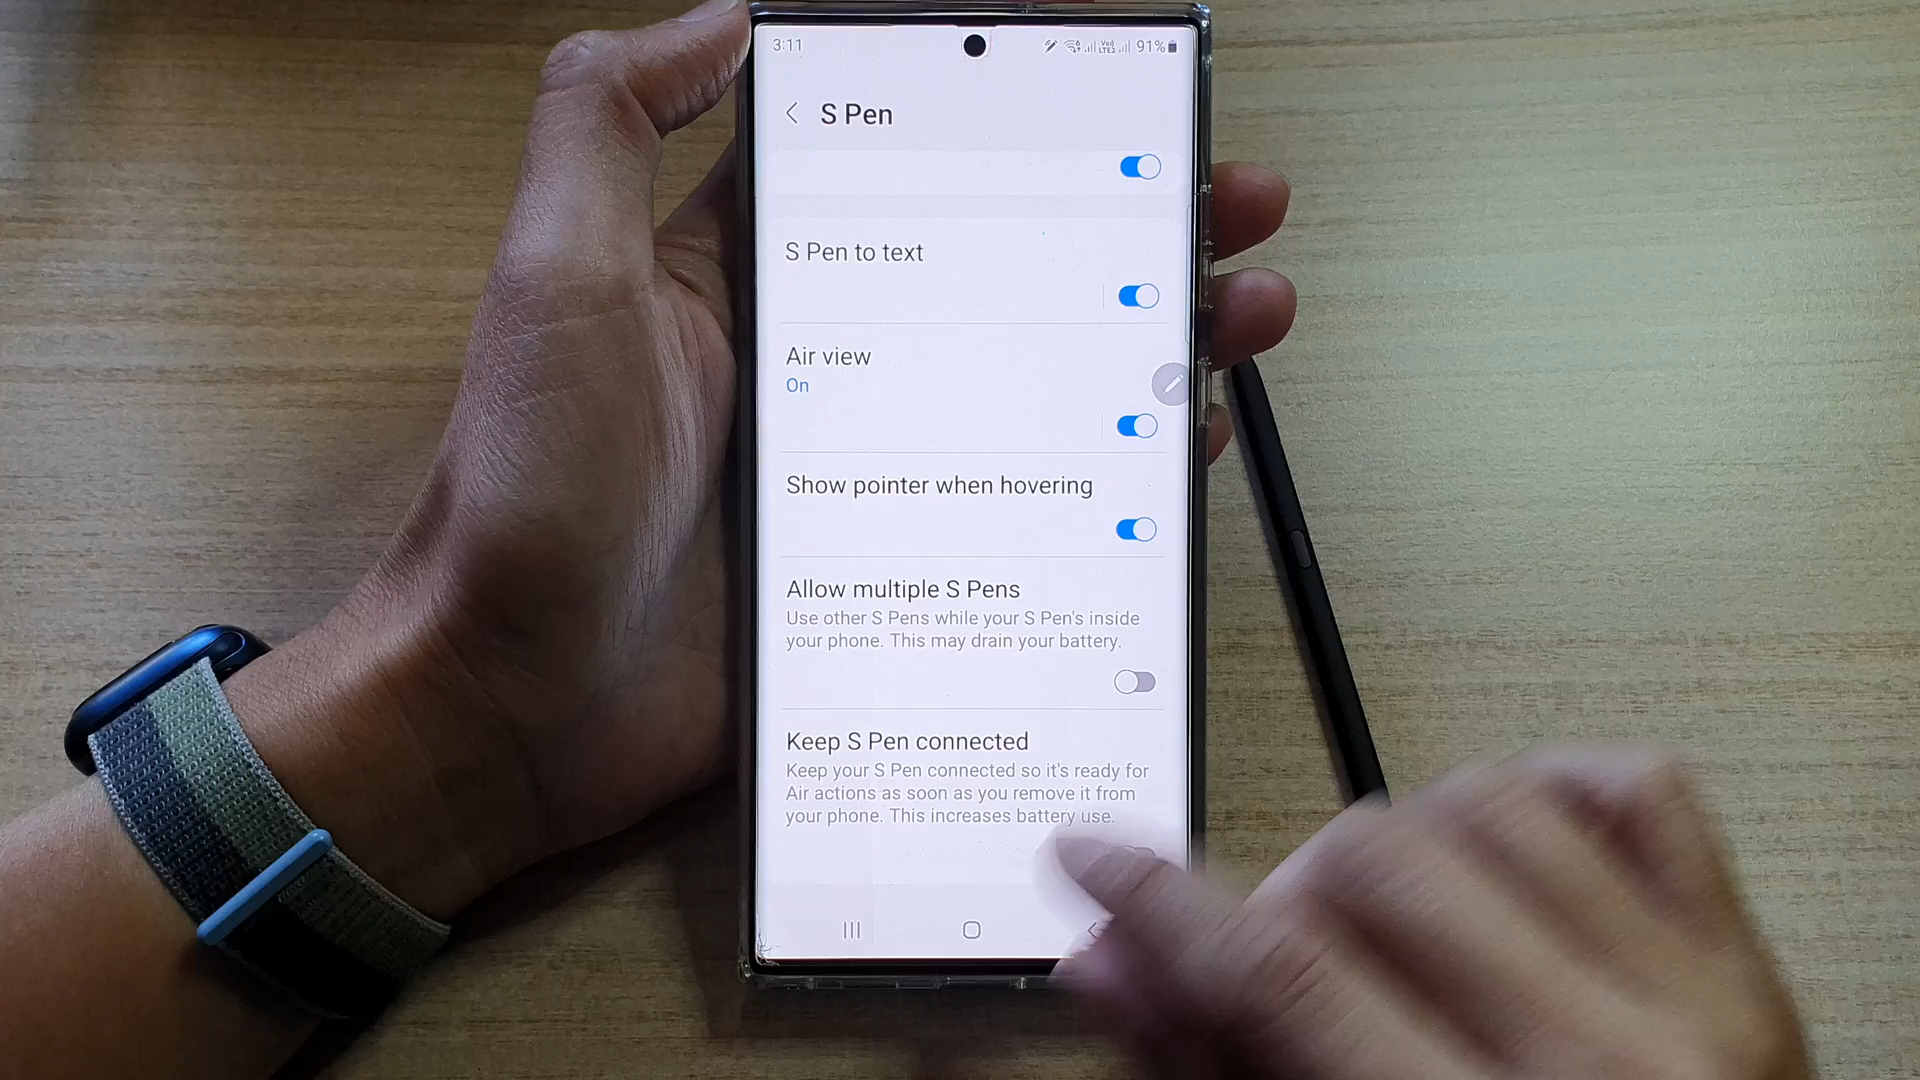 3:11
91%
S Pen
S Pen to text
Air view
On
Show pointer when hovering
Allow multiple S Pens
Use other S Pens while your S Pen's inside
your phone. This may drain your battery.
Keep S Pen connected
Keep your S Pen connected so it's ready for
Air actions as soon as you remove it from
your phone. This increases battery use.